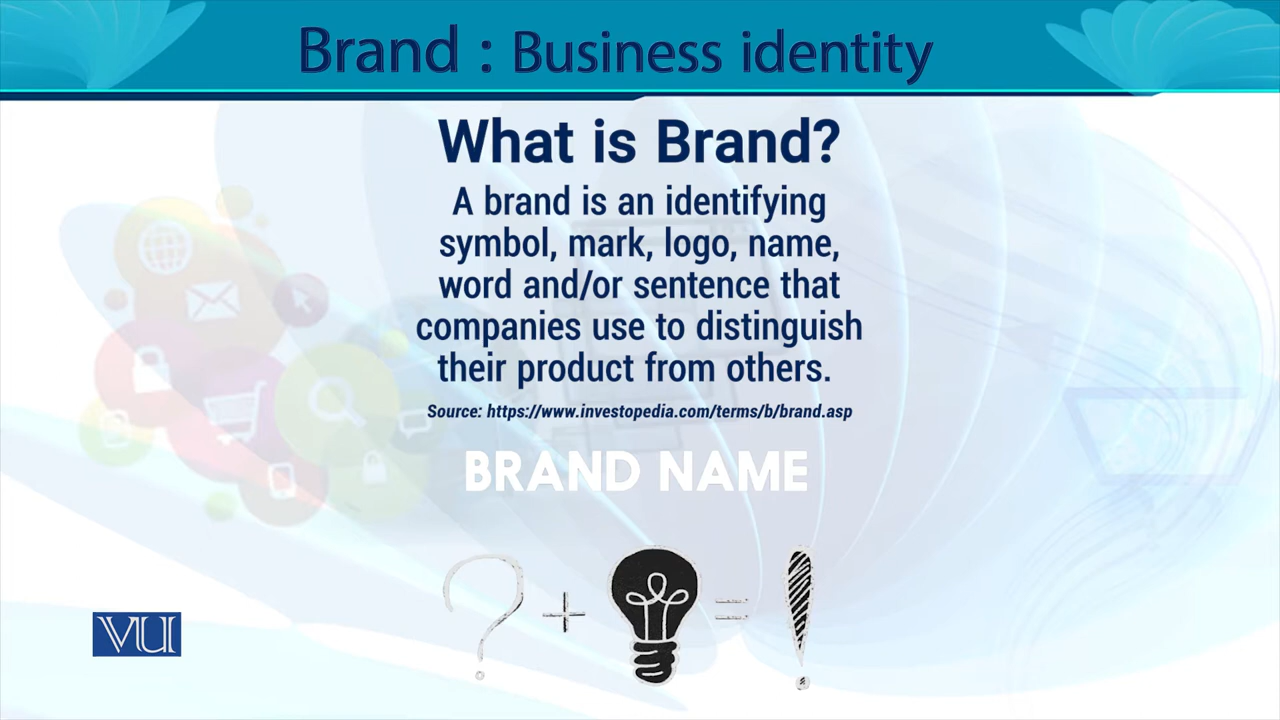 Brand : Business identity
What is Brand?
A brand is an identifying
symbol, mark, logo, name,
word and/or sentence that
companies use to distinguish
their product from others.
Source: https://www.investopedia.com/terms/b/brand.asp
BRAND NAME
? + = !
VU